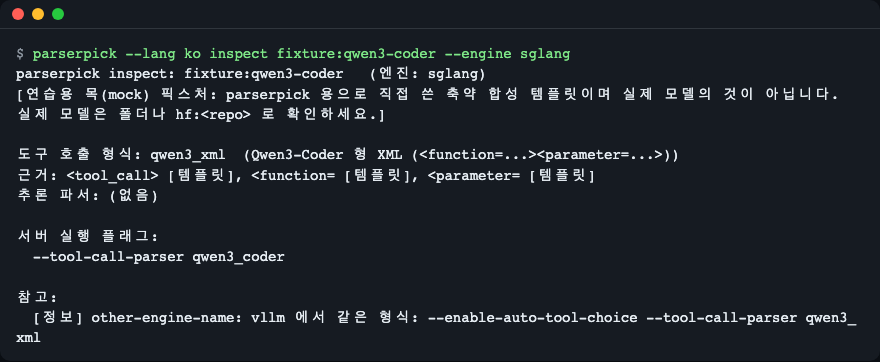 $ parserpick --lang ko inspect fixture:qwen3-coder --engine sglang
parserpick inspect: fixture:qwen3-coder (엔진: sglang)
[연습용 목(mock) 픽스처: parserpick 용으로 직접 쓴 축약 합성 템플릿이며 실제 모델의 것이 아닙니다.
실제 모델은 폴더나 hf:<repo> 로 확인하세요.]
도구 호출 형식: qwen3_xml (Qwen3-Coder 형 XML (<function=...><parameter=...>))
근거: <tool_call> [템플릿], <function= [템플릿], <parameter= [템플릿]
추론 파서: (없음)
서버 실행 플래그:
--tool-call-parser qwen3_coder
참고:
[정보] other-engine-name: vllm 에서 같은 형식: --enable-auto-tool-choice --tool-call-parser qwen3_
xml